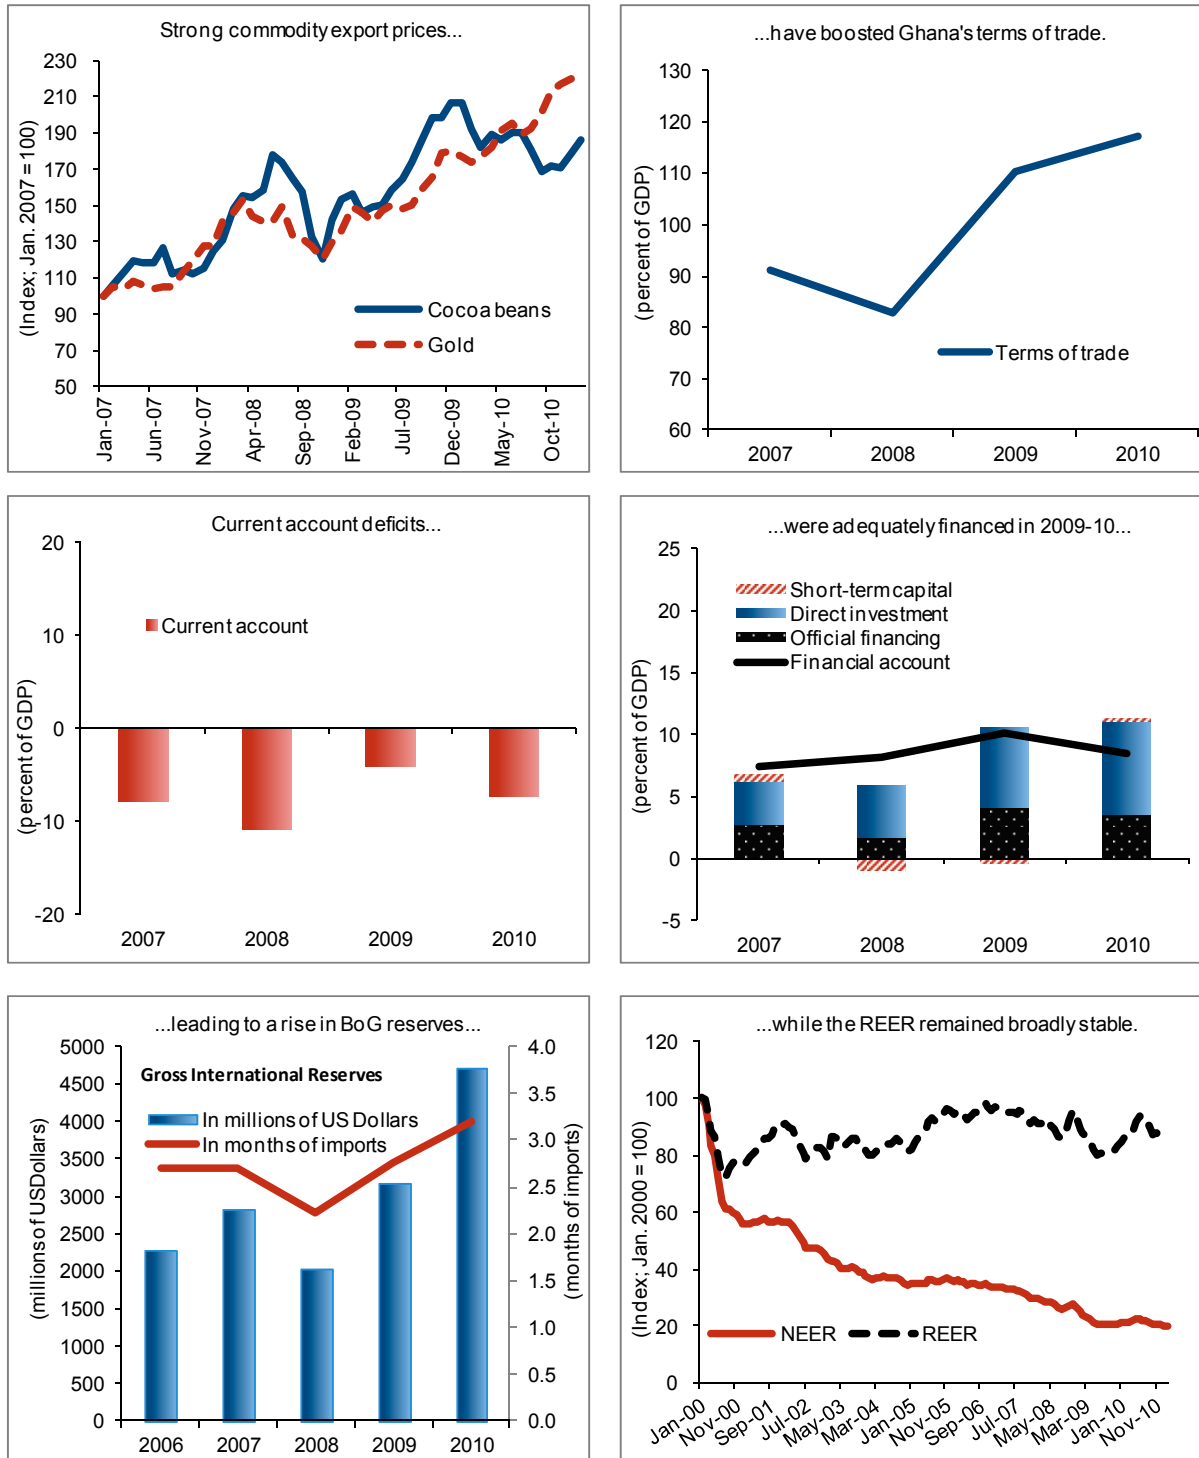 Strong commodity export prices...
(Index; Jan. 2007 = 100)
230
210
190
170
150
130
110
90
70
50
Cocoa beans
Gold
Jan-07
Jun-07
Nov-07
Apr-08
Sep-08
Feb-09
Jul-09
Dec-09
May-10
Oct-10
...have boosted Ghana's terms of trade.
(percent of GDP)
130
120
110
100
90
80
70
60
Terms of trade
2007
2008
2009
2010
Current account deficits...
(percent of GDP)
20
10
0
-10
-20
Current account
2007
2008
2009
2010
...were adequately financed in 2009-10...
(percent of GDP)
25
20
15
10
5
0
-5
Short-term capital
Direct investment
Official financing
Financial account
2007
2008
2009
2010
...leading to a rise in BoG reserves...
(millions of US Dollars)
5000
4500
4000
3500
3000
2500
2000
1500
1000
500
0
Gross International Reserves
In millions of US Dollars
In months of imports
4.0
3.5
3.0
2.5
2.0
1.5
1.0
0.5
0.0
(months of imports)
2006
2007
2008
2009
2010
...while the REER remained broadly stable.
(Index; Jan. 2000 = 100)
120
100
80
60
40
20
0
NEER
REER
Jan-00
Nov-00
Sep-01
Jul-02
May-03
Mar-04
Jan-05
Nov-05
Sep-06
Jul-07
May-08
Mar-09
Jan-10
Nov-10